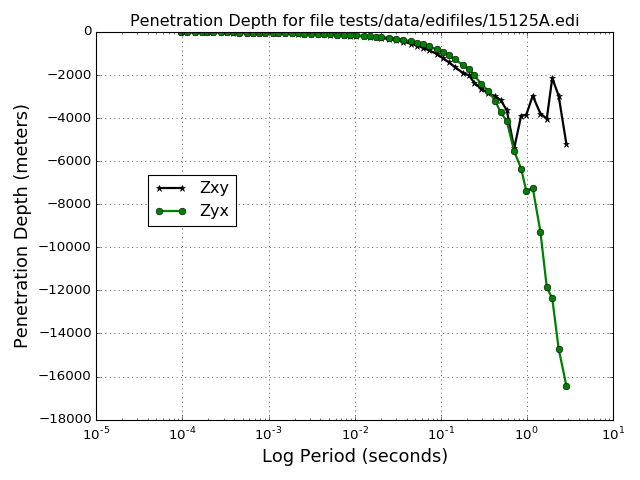 Penetration Depth for file tests/data/edifiles/15125A.edi
Penetration Depth (meters)
0
−2000
−4000
−6000
−8000
−10000
−12000
−14000
−16000
−18000
Zxy
Zyx
10^-5 10^-4 10^-3 10^-2 10^-1 10^0 10^1
Log Period (seconds)